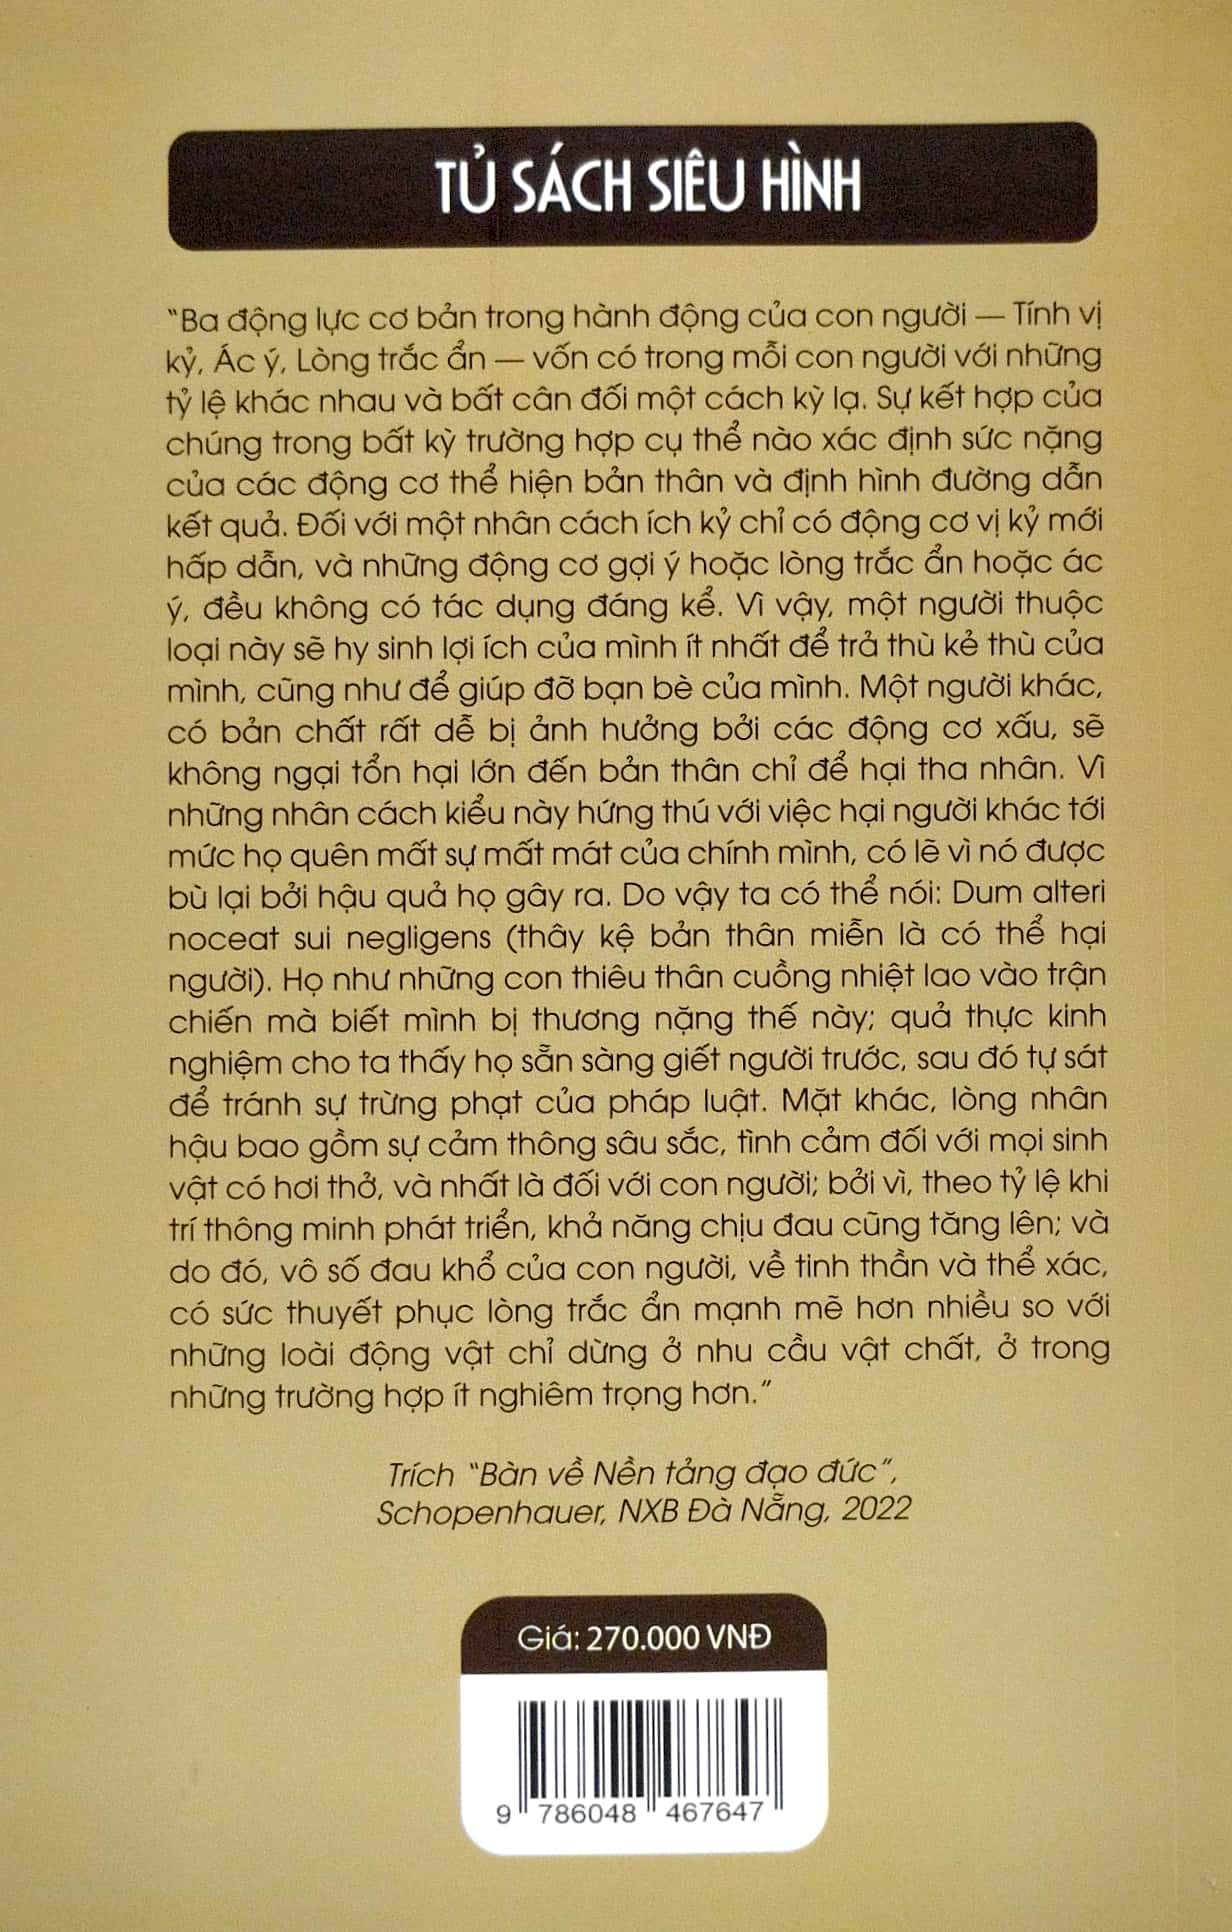 TỦ SÁCH SIÊU HÌNH
“Ba động lực cơ bản trong hành động của con người — Tính vị
kỷ, Ác ý, Lòng trắc ẩn — vốn có trong mỗi con người với những
tỷ lệ khác nhau và bất cân đối một cách kỳ lạ. Sự kết hợp của
chúng trong bất kỳ trường hợp cụ thể nào xác định sức nặng
của các động cơ thể hiện bản thân và định hình đường dẫn
kết quả. Đối với một nhân cách ích kỷ chỉ có động cơ vị kỷ mới
hấp dẫn, và những động cơ gợi ý hoặc lòng trắc ẩn hoặc ác
ý, đều không có tác dụng đáng kể. Vì vậy, một người thuộc
loại này sẽ hy sinh lợi ích của mình ít nhất để trả thù kẻ thù của
mình, cũng như để giúp đỡ bạn bè của mình. Một người khác,
có bản chất rất dễ bị ảnh hưởng bởi các động cơ xấu, sẽ
không ngại tổn hại lớn đến bản thân chỉ để hại tha nhân. Vì
những nhân cách kiểu này hứng thú với việc hại người khác tới
mức họ quên mất sự mất mát của chính mình, có lẽ vì nó được
bù lại bởi hậu quả họ gây ra. Do vậy ta có thể nói: Dum alteri
noceat sui negligens (thây kệ bản thân miễn là có thể hại
người). Họ như những con thiêu thân cuồng nhiệt lao vào trận
chiến mà biết mình bị thương nặng thế này; quả thực kinh
nghiệm cho ta thấy họ sẵn sàng giết người trước, sau đó tự sát
để tránh sự trừng phạt của pháp luật. Mặt khác, lòng nhân
hậu bao gồm sự cảm thông sâu sắc, tình cảm đối với mọi sinh
vật có hơi thở, và nhất là đối với con người; bởi vì, theo tỷ lệ khi
trí thông minh phát triển, khả năng chịu đau cũng tăng lên; và
do đó, vô số đau khổ của con người, về tinh thần và thể xác,
có sức thuyết phục lòng trắc ẩn mạnh mẽ hơn nhiều so với
những loài động vật chỉ dừng ở nhu cầu vật chất, ở trong
những trường hợp ít nghiêm trọng hơn.”
Trích “Bàn về Nền tảng đạo đức”,
Schopenhauer, NXB Đà Nẵng, 2022
Giá: 270.000 VNĐ
9 786048 467647